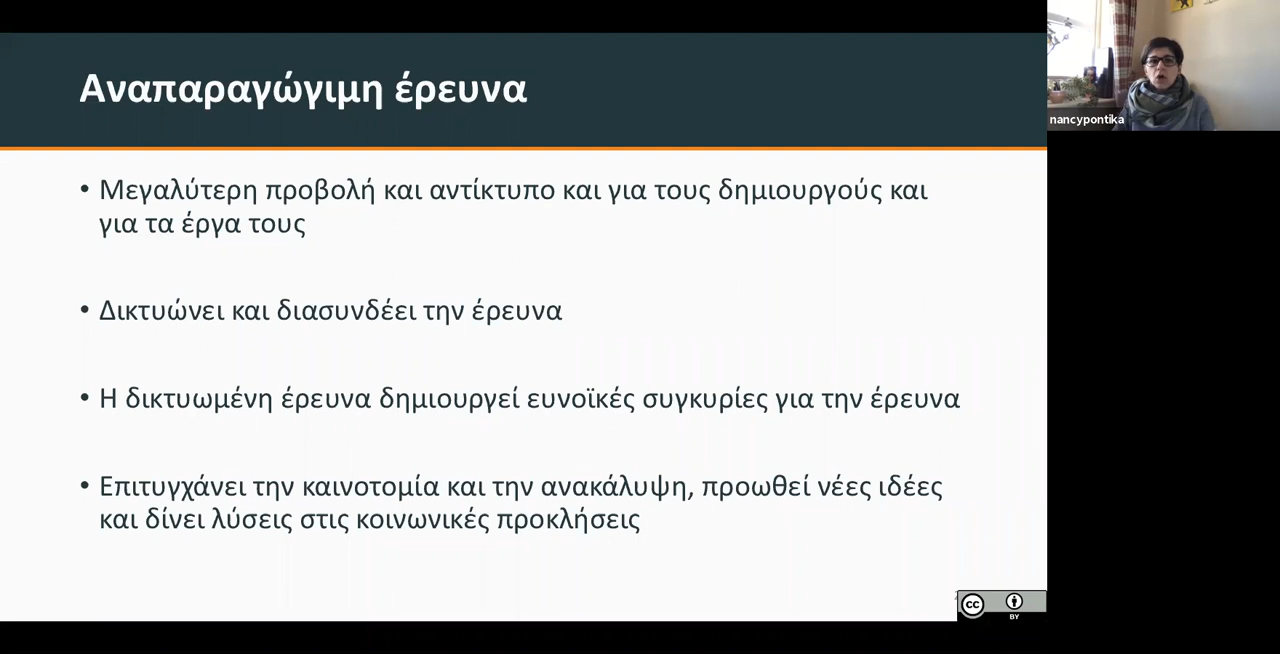 Αναπαραγώγιμη έρευνα
• Μεγαλύτερη προβολή και αντίκτυπο και για τους δημιουργούς και
για τα έργα τους
• Δικτυώνει και διασυνδέει την έρευνα
• Η δικτυωμένη έρευνα δημιουργεί ευνοϊκές συγκυρίες για την έρευνα
• Επιτυγχάνει την καινοτομία και την ανακάλυψη, προωθεί νέες ιδέες
και δίνει λύσεις στις κοινωνικές προκλήσεις
nancypontika
cc
BY